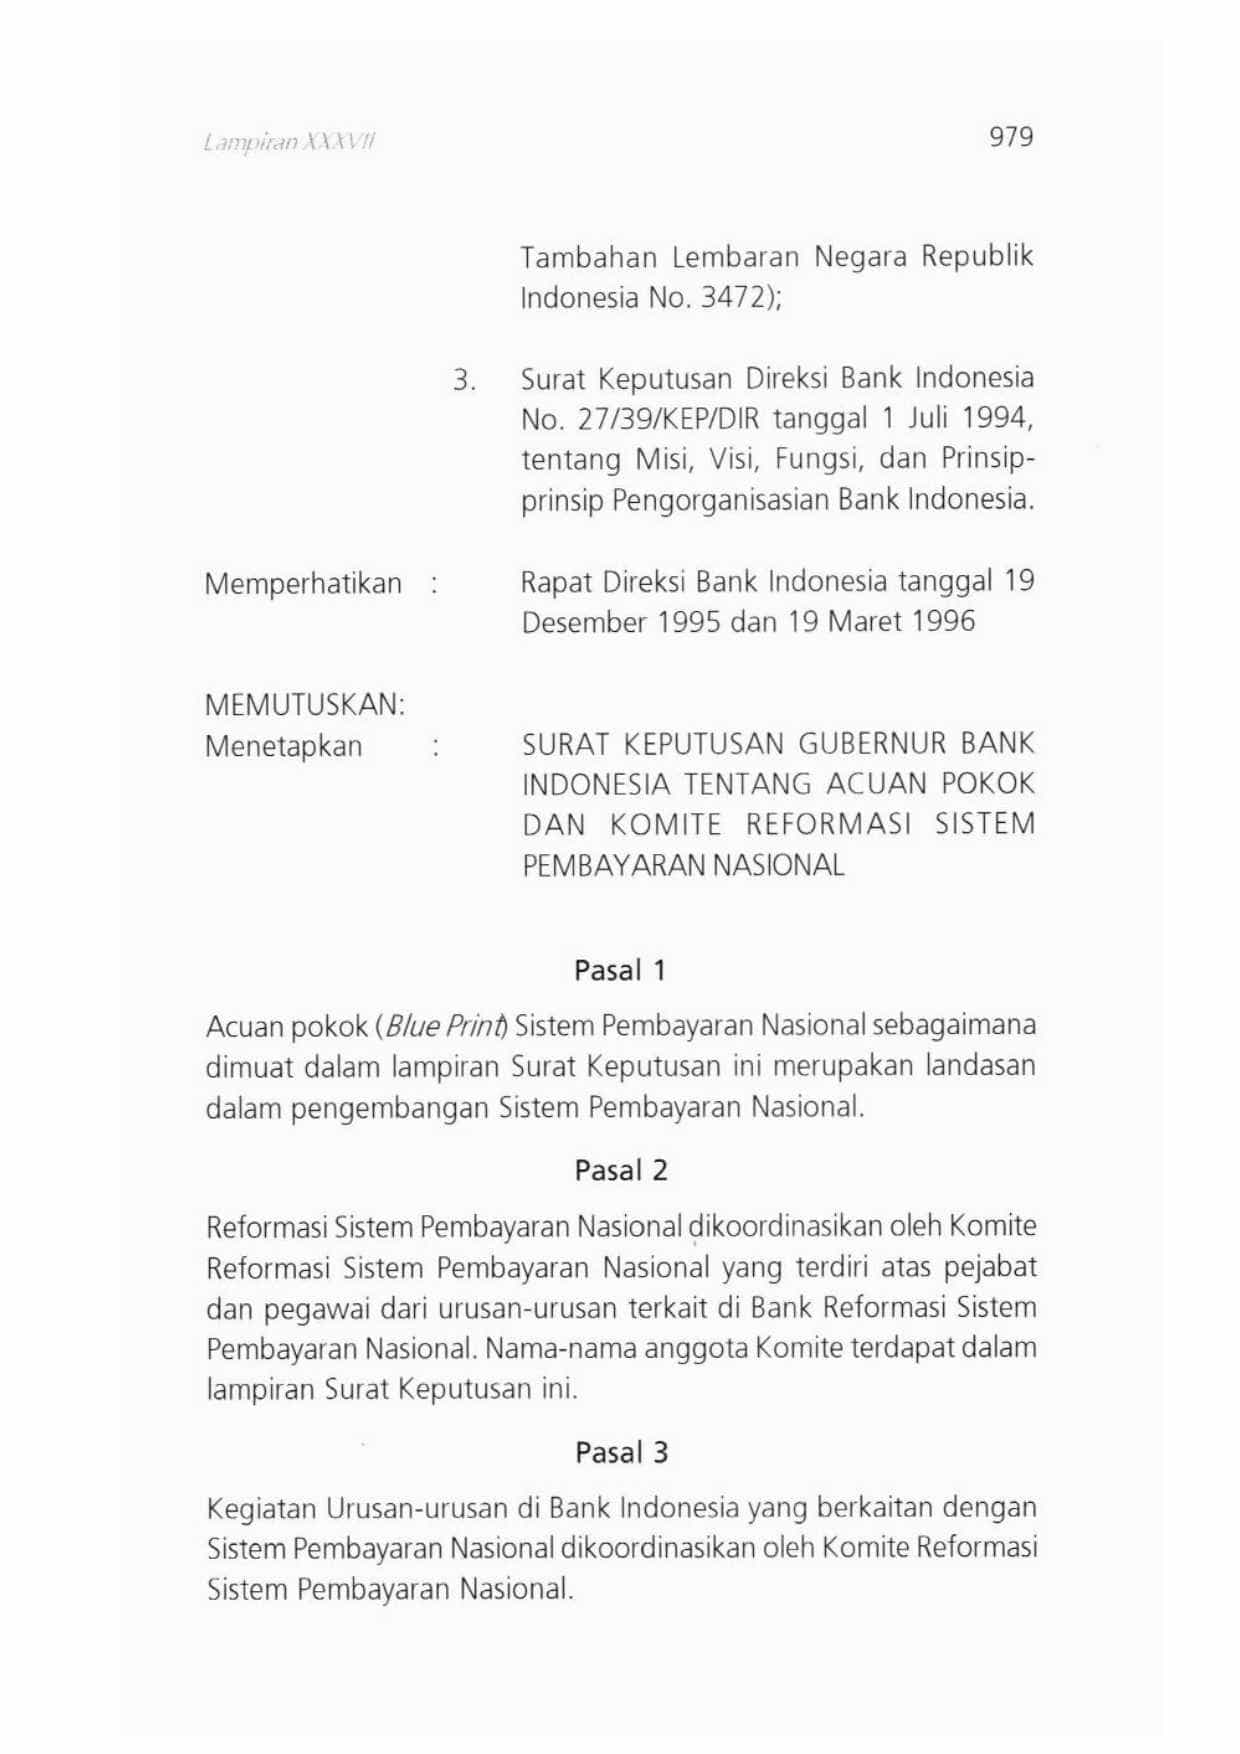 Lampiran XXXVII 979
Tambahan Lembaran Negara Republik
Indonesia No. 3472);
3. Surat Keputusan Direksi Bank Indonesia
No. 27/39/KEP/DIR tanggal 1 Juli 1994,
tentang Misi, Visi, Fungsi, dan Prinsip-
prinsip Pengorganisasian Bank Indonesia.
Memperhatikan : Rapat Direksi Bank Indonesia tanggal 19
Desember 1995 dan 19 Maret 1996
MEMUTUSKAN:
Menetapkan : SURAT KEPUTUSAN GUBERNUR BANK
INDONESIA TENTANG ACUAN POKOK
DAN KOMITE REFORMASI SISTEM
PEMBAYARAN NASIONAL
Pasal 1
Acuan pokok (Blue Print) Sistem Pembayaran Nasional sebagaimana
dimuat dalam lampiran Surat Keputusan ini merupakan landasan
dalam pengembangan Sistem Pembayaran Nasional.
Pasal 2
Reformasi Sistem Pembayaran Nasional dikoordinasikan oleh Komite
Reformasi Sistem Pembayaran Nasional yang terdiri atas pejabat
dan pegawai dari urusan-urusan terkait di Bank Reformasi Sistem
Pembayaran Nasional. Nama-nama anggota Komite terdapat dalam
lampiran Surat Keputusan ini.
Pasal 3
Kegiatan Urusan-urusan di Bank Indonesia yang berkaitan dengan
Sistem Pembayaran Nasional dikoordinasikan oleh Komite Reformasi
Sistem Pembayaran Nasional.